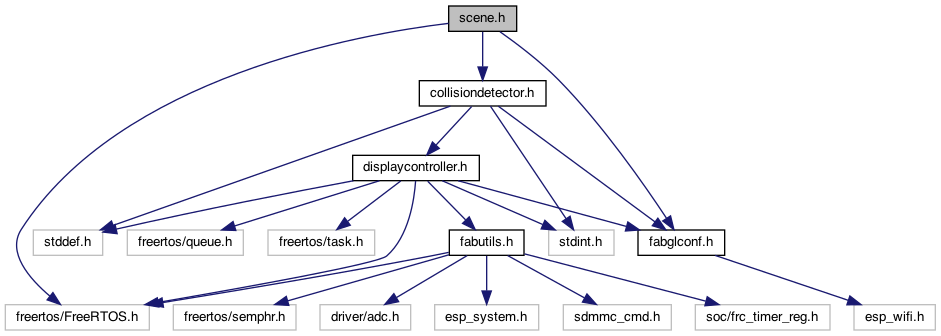 scene.h
collisiondetector.h
displaycontroller.h
stddef.h
freertos/queue.h
freertos/task.h
fabutils.h
stdint.h
fabglconf.h
freertos/FreeRTOS.h
freertos/semphr.h
driver/adc.h
esp_system.h
sdmmc_cmd.h
soc/frc_timer_reg.h
esp_wifi.h